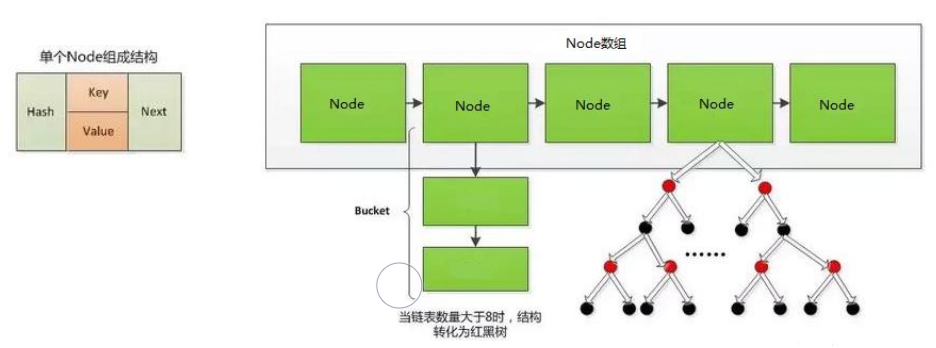 单个Node组成结构
Hash
Key
Value
Next
Node数组
Node
Node
Node
Node
Node
Bucket
......
当链表数量大于8时，结构
转化为红黑树